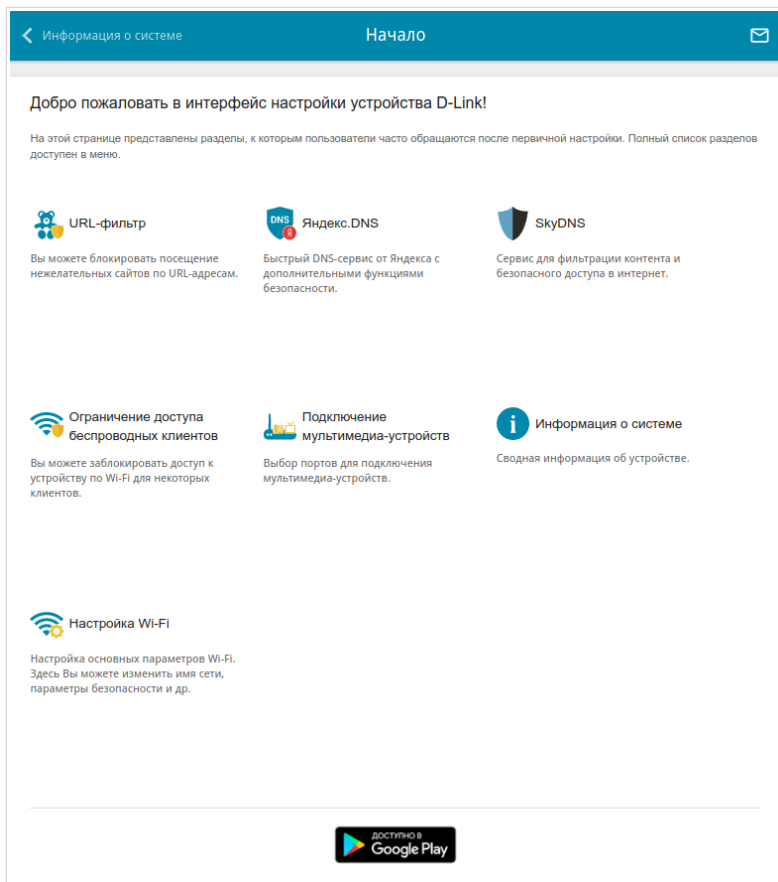 Информация о системе
Начало
Добро пожаловать в интерфейс настройки устройства D-Link!
На этой странице представлены разделы, к которым пользователи часто обращаются после первичной настройки. Полный список разделов
доступен в меню.
URL-фильтр
Вы можете блокировать посещение
нежелательных сайтов по URL-адресам.
DNS
Я
Яндекс.DNS
Быстрый DNS-сервис от Яндекса с
дополнительными функциями
безопасности.
SkyDNS
Сервис для фильтрации контента и
безопасного доступа в интернет.
Ограничение доступа
беспроводных клиентов
Вы можете заблокировать доступ к
устройству по Wi-Fi для некоторых
клиентов.
Подключение
мультимедиа-устройств
Выбор портов для подключения
мультимедиа-устройств.
i
Информация о системе
Сводная информация об устройстве.
Настройка Wi-Fi
Настройка основных параметров Wi-Fi.
Здесь Вы можете изменить имя сети,
параметры безопасности и др.
ДОСТУПНО В
Google Play